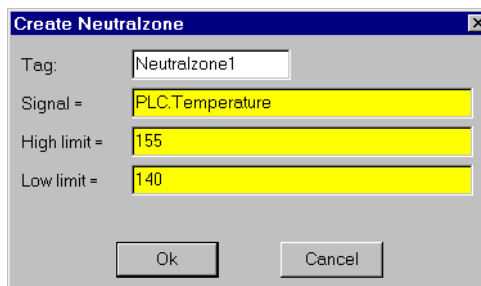 Create Neutralzone
Tag: Neutralzone1
Signal = PLC.Temperature
High limit = 155
Low limit = 140
Ok Cancel